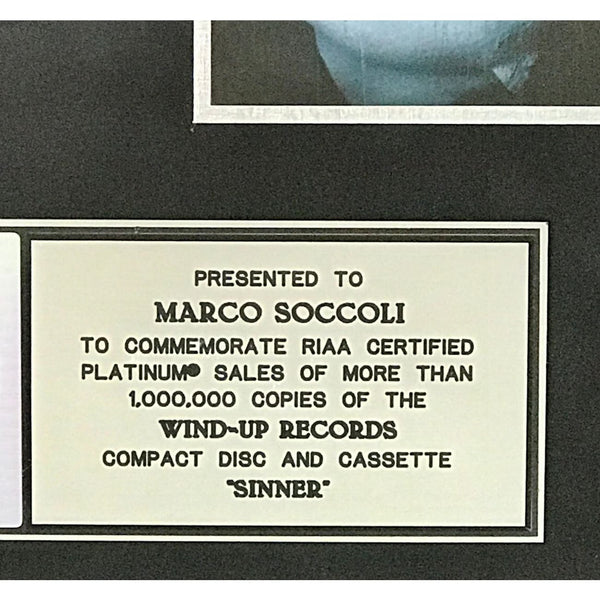 PRESENTED TO
MARCO SOCCOLI
TO COMMEMORATE RIAA CERTIFIED
PLATINUM® SALES OF MORE THAN
1,000,000 COPIES OF THE
WIND-UP RECORDS
COMPACT DISC AND CASSETTE
"SINNER"